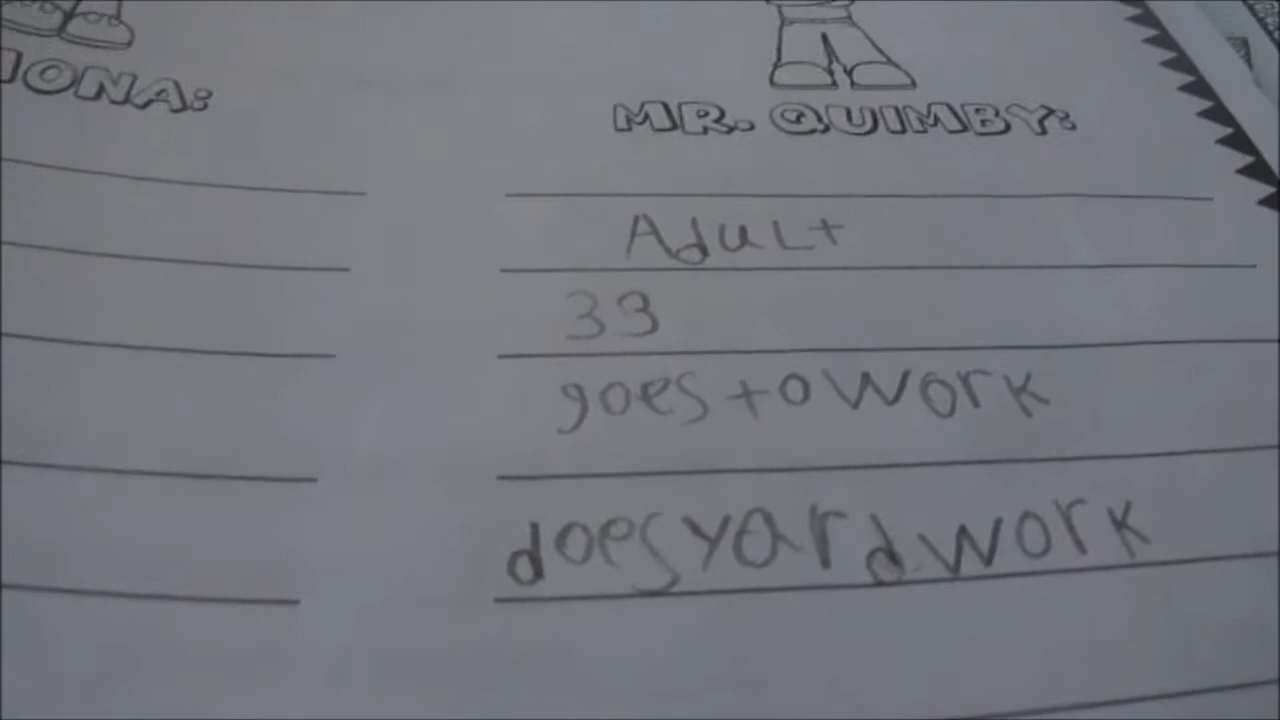 IONA:
MR. QUIMBY:
Adult
33
goes to work
does yard work